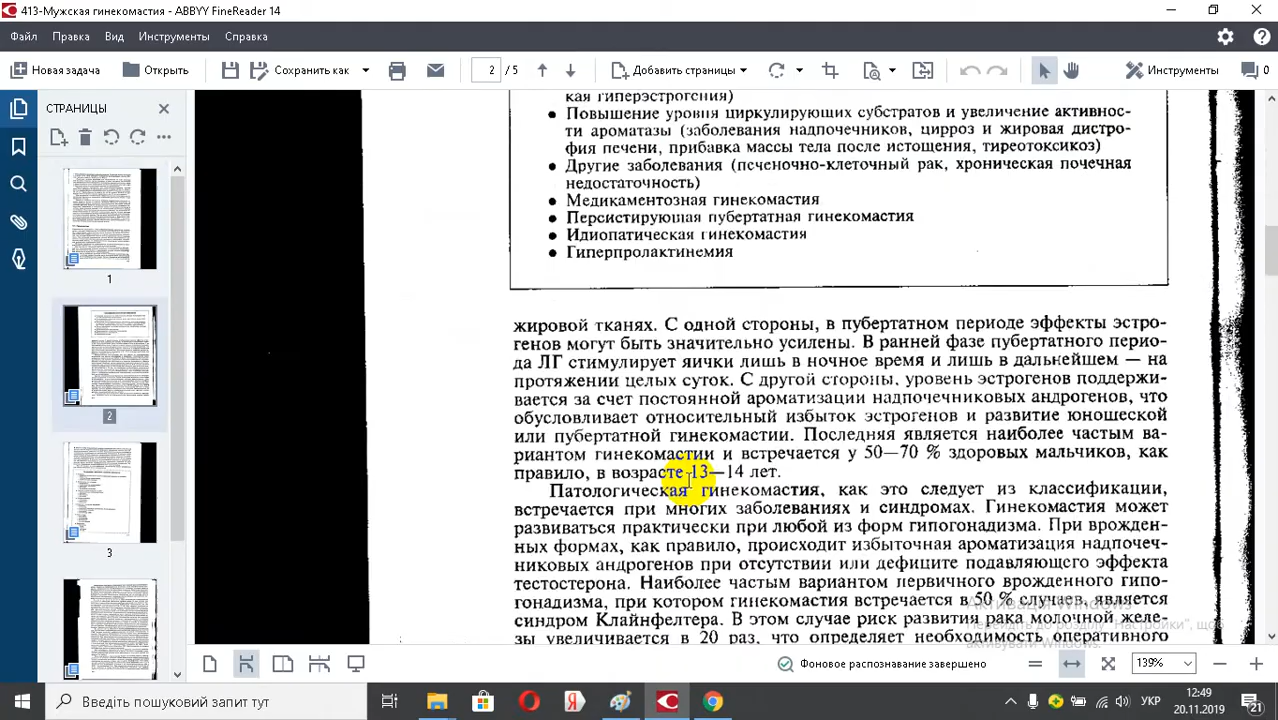 413-Мужская гинекомастия - ABBYY FineReader 14
Файл Правка Вид Инструменты Справка
Новая задача Открыть Сохранить как 2 / 5 Добавить страницы Инструменты 0
СТРАНИЦЫ
1
2
3
кая гиперэстрогения)
• Повышение уровня циркулирующих субстратов и увеличение активнос-
ти ароматазы (заболевания надпочечников, цирроз и жировая дистро-
фия печени, прибавка массы тела после истощения, тиреотоксикоз)
• Другие заболевания (печеночно-клеточный рак, хроническая почечная
недостаточность)
• Медикаментозная гинекомастия
• Персистирующая пубертатная гинекомастия
• Идиопатическая гинекомастия
• Гиперпролактинемия
жировой тканях. С одной стороны, в пубертатном периоде эффекты эстро-
генов могут быть значительно усилены. В ранней фазе пубертатного перио-
да ЛГ стимулирует яички лишь в ночное время и лишь в дальнейшем — на
протяжении целых суток. С другой стороны, уровень эстрогенов поддержи-
вается за счет постоянной ароматизации надпочечниковых андрогенов, что
обусловливает относительный избыток эстрогенов и развитие юношеской
или пубертатной гинекомастии. Последняя является наиболее частым ва-
риантом гинекомастии и встречается у 50—70 % здоровых мальчиков, как
правило, в возрасте 13—14 лет.
Патологическая гинекомастия, как это следует из классификации,
встречается при многих заболеваниях и синдромах. Гинекомастия может
развиваться практически при любой из форм гипогонадизма. При врожден-
ных формах, как правило, происходит избыточная ароматизация надпочеч-
никовых андрогенов при отсутствии или дефиците подавляющего эффекта
тестостерона. Наиболее частым вариантом первичного врожденного гипо-
гонадизма, при котором гинекомастия встречается в 50 % случаев, является
синдром Клайнфелтера. В этом случае риск развития рака молочной желе-
зы увеличивается в 20 раз, что определяет необходимость оперативного
Активація Windows
Перейдіть до розділу "Настройки", щоб
активувати Windows.
Фоновое распознавание завершено 139%
Введіть пошуковий запит тут
УКР
12:49
20.11.2019
21